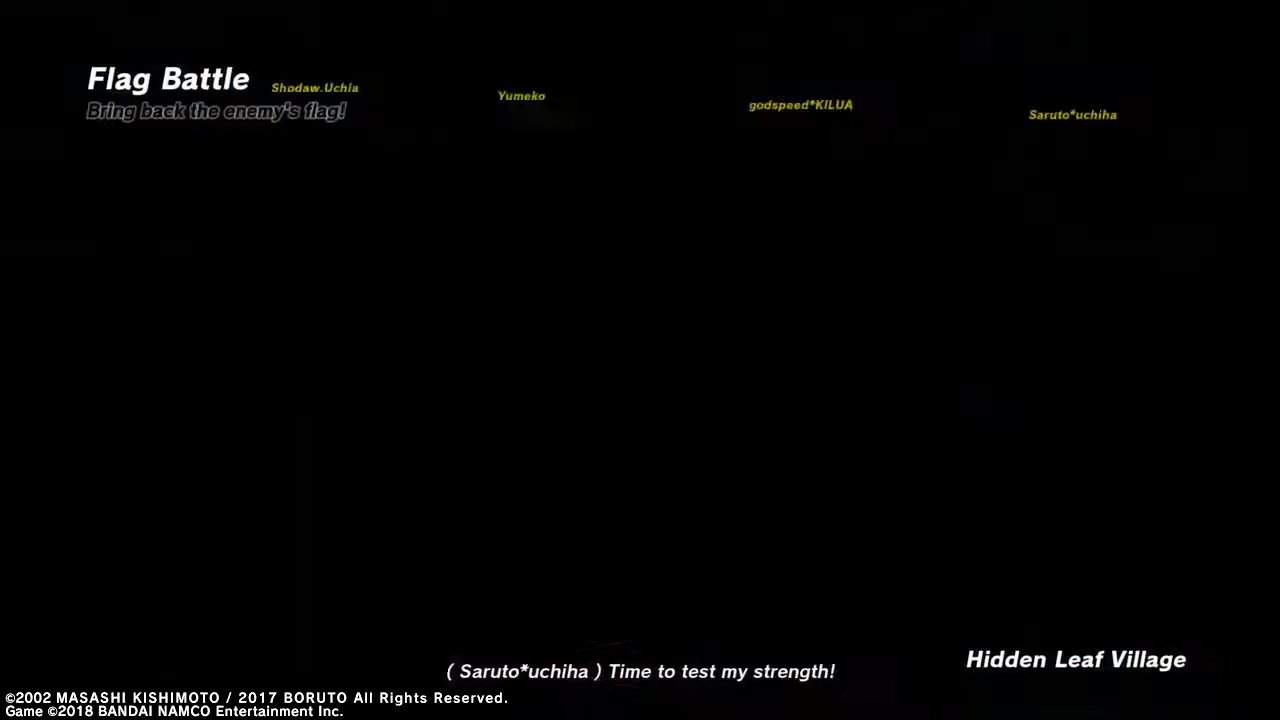 Flag Battle
Shodaw.Uchia
Yumeko
godspeed*KILUA
Saruto*uchiha
Bring back the enemy's flag!
Hidden Leaf Village
( Saruto*uchiha ) Time to test my strength!
©2002 MASASHI KISHIMOTO / 2017 BORUTO All Rights Reserved.
Game ©2018 BANDAI NAMCO Entertainment Inc.